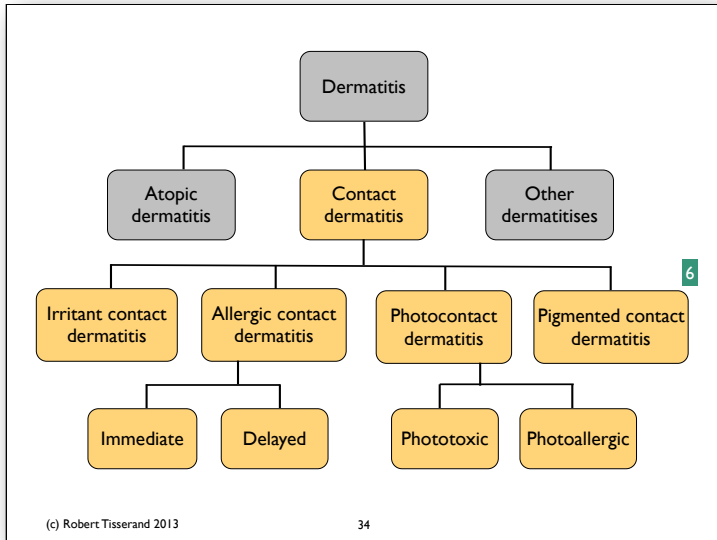 Dermatitis
Atopic
dermatitis
Contact
dermatitis
Other
dermatitises
6
Irritant contact
dermatitis
Allergic contact
dermatitis
Photocontact
dermatitis
Pigmented contact
dermatitis
Immediate
Delayed
Phototoxic
Photoallergic
(c) Robert Tisserand 2013
34